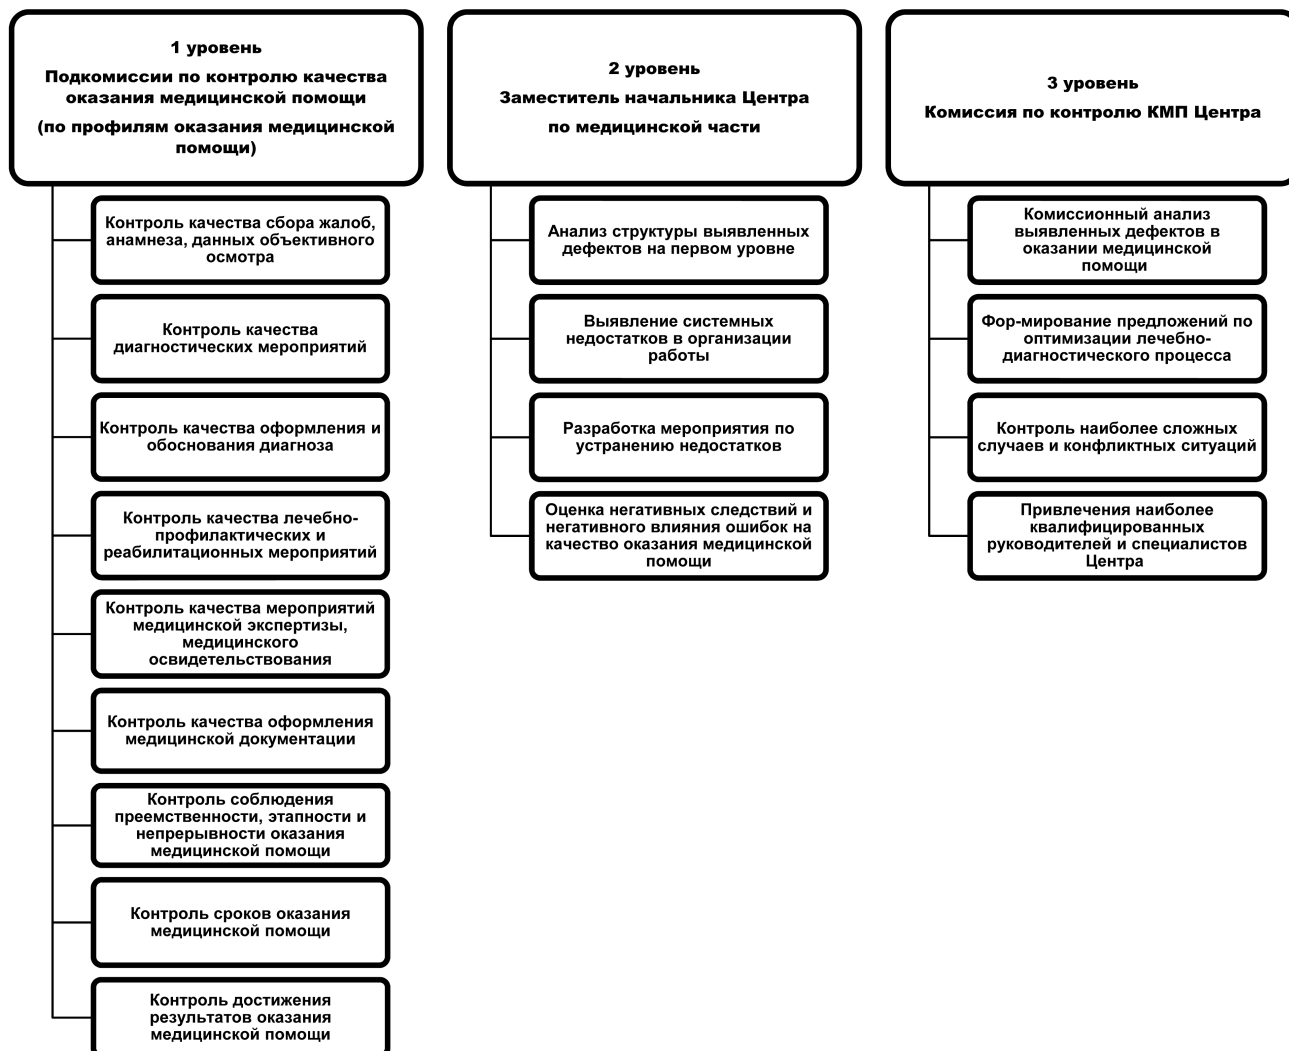 1 уровень
Подкомиссии по контролю качества
оказания медицинской помощи
(по профилям оказания медицинской
помощи)
Контроль качества сбора жалоб,
анамнеза, данных объективного
осмотра
Контроль качества
диагностических мероприятий
Контроль качества оформления и
обоснования диагноза
Контроль качества лечебно-
профилактических и
реабилитационных мероприятий
Контроль качества мероприятий
медицинской экспертизы,
медицинского
освидетельствования
Контроль качества оформления
медицинской документации
Контроль соблюдения
преемственности, этапности и
непрерывности оказания
медицинской помощи
Контроль сроков оказания
медицинской помощи
Контроль достижения
результатов оказания
медицинской помощи
2 уровень
Заместитель начальника Центра
по медицинской части
Анализ структуры выявленных
дефектов на первом уровне
Выявление системных
недостатков в организации
работы
Разработка мероприятия по
устранению недостатков
Оценка негативных следствий и
негативного влияния ошибок на
качество оказания медицинской
помощи
3 уровень
Комиссия по контролю КМП Центра
Комиссионный анализ
выявленных дефектов в
оказании медицинской
помощи
Фор-мирование предложений по
оптимизации лечебно-
диагностического процесса
Контроль наиболее сложных
случаев и конфликтных ситуаций
Привлечения наиболее
квалифицированных
руководителей и специалистов
Центра